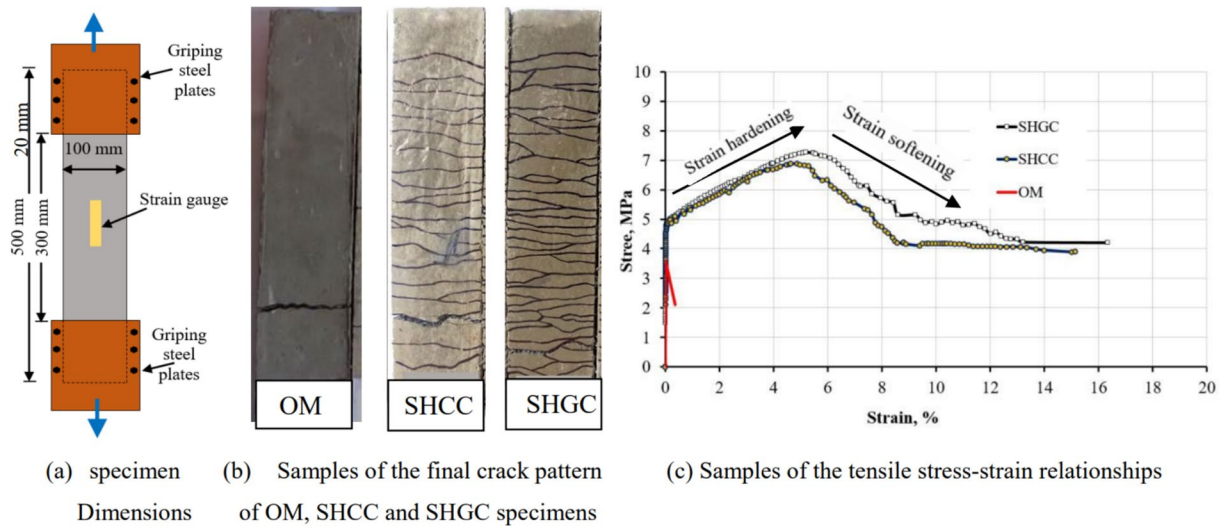 Griping
steel
plates
20 mm
100 mm
Strain gauge
500 mm
300 mm
Griping
steel
plates
OM
SHCC
SHGC
10
9
8
7
6
5
4
3
2
1
0
Stree, MPa
Strain hardening
Strain softening
SHGC
SHCC
OM
0 2 4 6 8 10 12 14 16 18 20
Strain, %
(a) specimen
Dimensions
(b) Samples of the final crack pattern
of OM, SHCC and SHGC specimens
(c) Samples of the tensile stress-strain relationships